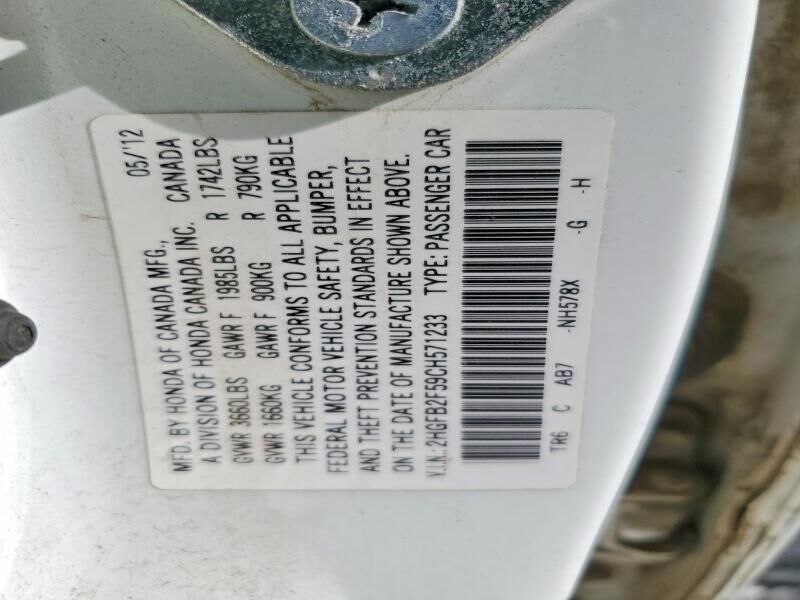 MFD. BY HONDA OF CANADA MFG., 05/'12
A DIVISION OF HONDA CANADA INC. CANADA
GVWR 3660LBS GAWR F 1985LBS R 1742LBS
GVWR 1660KG GAWR F 900KG R 790KG
THIS VEHICLE CONFORMS TO ALL APPLICABLE
FEDERAL MOTOR VEHICLE SAFETY, BUMPER,
AND THEFT PREVENTION STANDARDS IN EFFECT
ON THE DATE OF MANUFACTURE SHOWN ABOVE.
V.I.N.:2HGFB2F59CH571233 TYPE:PASSENGER CAR
TR6 C AB7 -NH578X -G -H